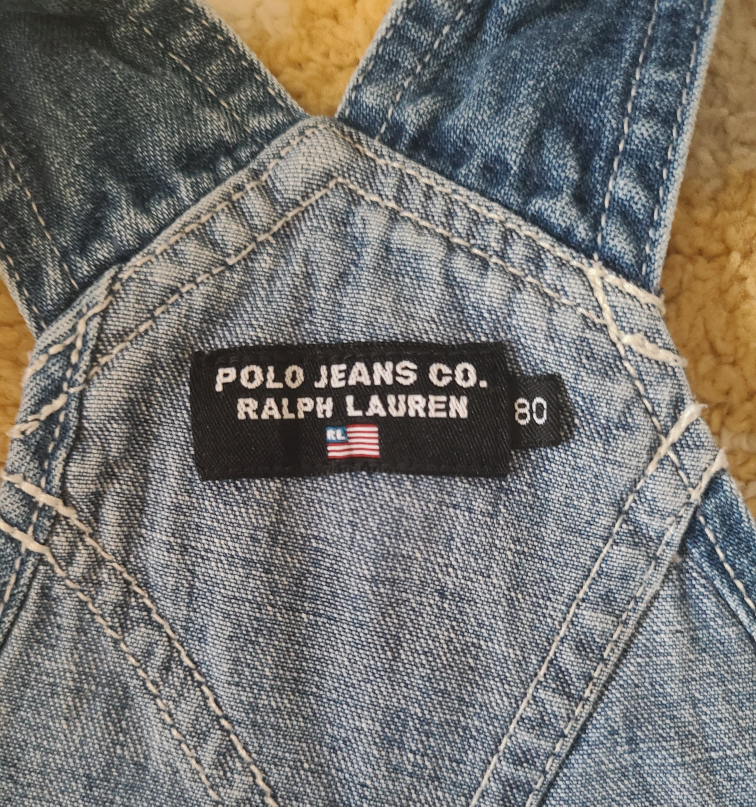 POLO JEANS CO.
RALPH LAUREN
RL
80